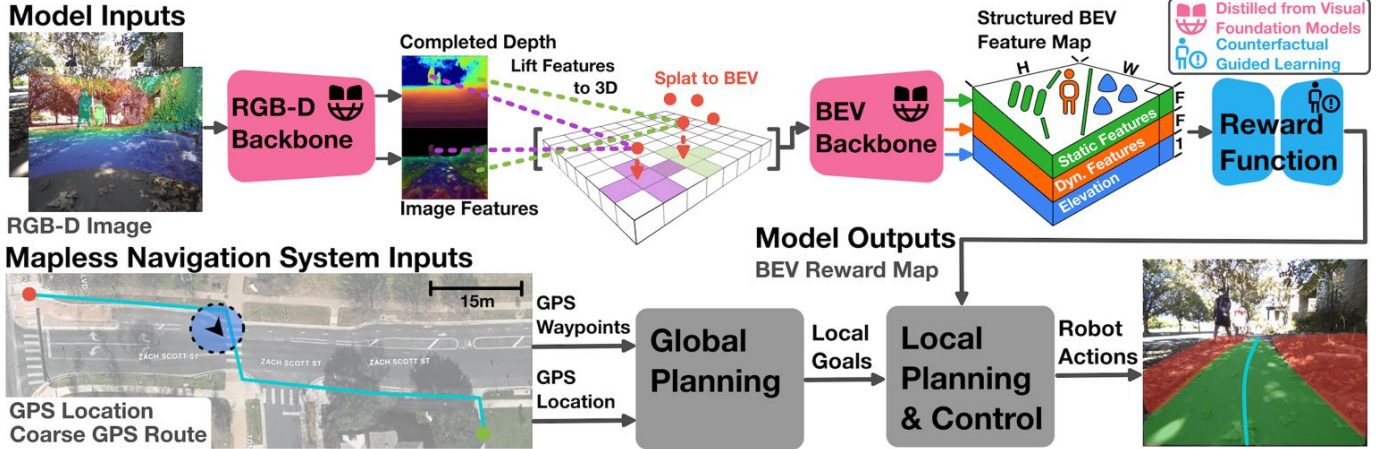 Model Inputs
RGB-D Image
RGB-D
Backbone
Completed Depth
Lift Features
to 3D
Image Features
Splat to BEV
BEV
Backbone
Structured BEV
Feature Map
H
W
F
F
1
Static Features
Dyn. Features
Elevation
Distilled from Visual
Foundation Models
Counterfactual
Guided Learning
Reward
Function
Mapless Navigation System Inputs
15m
ZACH SCOTT ST
ZACH SCOTT ST
ZACH SCOTT ST
GPS Location
Coarse GPS Route
GPS
Waypoints
GPS
Location
Global
Planning
Local
Goals
Model Outputs
BEV Reward Map
Local
Planning
& Control
Robot
Actions